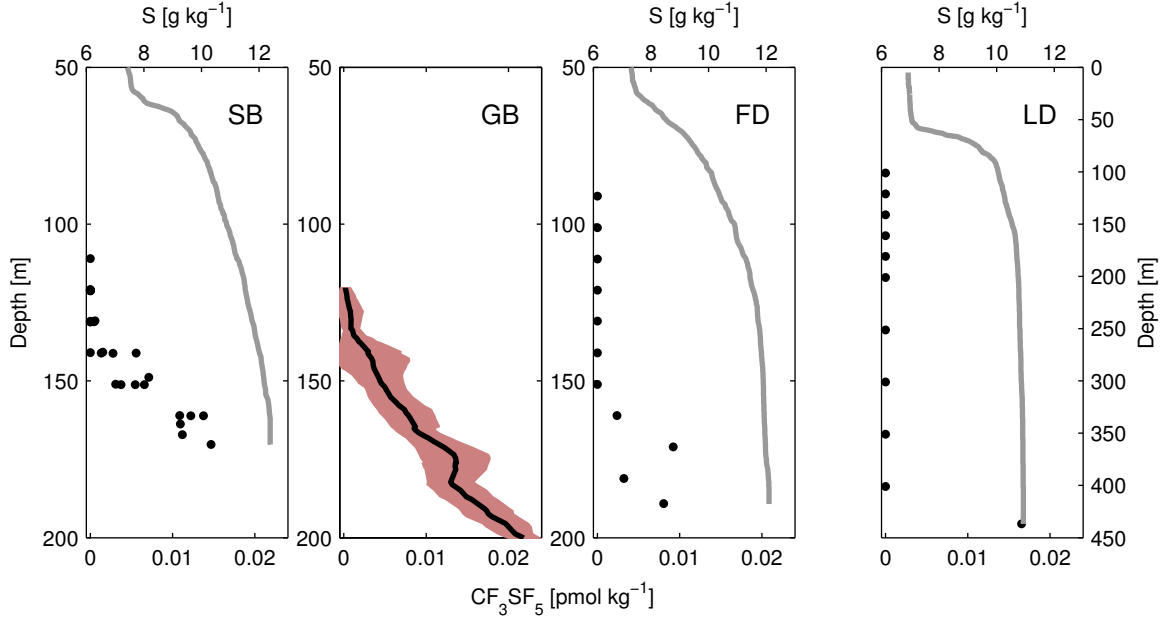 S [g kg⁻¹] S [g kg⁻¹] S [g kg⁻¹]
6 8 10 12 6 8 10 12 6 8 10 12
50 50 50 0
SB GB FD LD
50
100
150
100 100 100 200
250
150 150 150 300
350
400
200 200 200 450
0 0.01 0.02 0 0.01 0.02 0 0.01 0.02 0 0.01 0.02
Depth [m]
Depth [m]
CF₃SF₅ [pmol kg⁻¹]